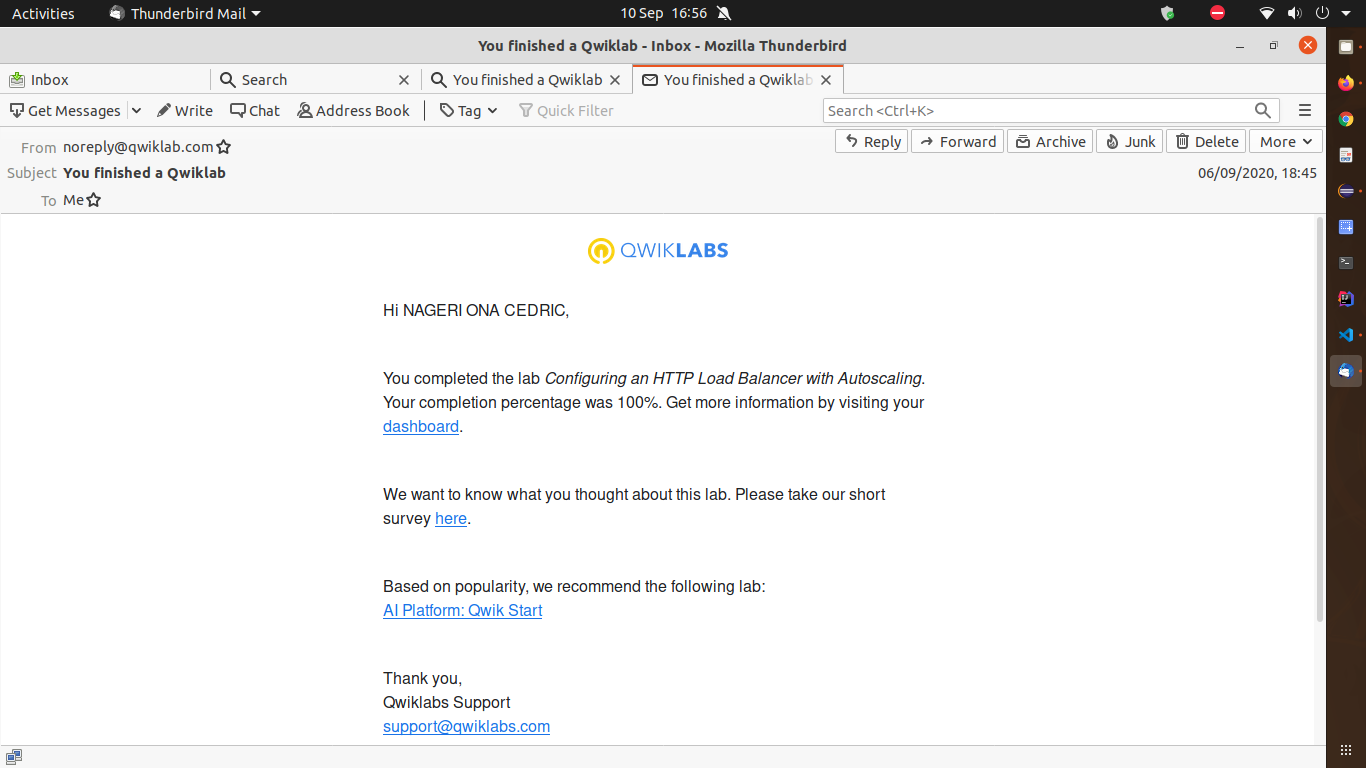 Activities Thunderbird Mail 10 Sep 16:56
You finished a Qwiklab - Inbox - Mozilla Thunderbird
Inbox Search You finished a Qwiklab You finished a Qwiklab
Get Messages Write Chat Address Book Tag Quick Filter Search <Ctrl+K>
From noreply@qwiklab.com Reply Forward Archive Junk Delete More
Subject You finished a Qwiklab 06/09/2020, 18:45
To Me
QWIKLABS
Hi NAGERI ONA CEDRIC,
You completed the lab Configuring an HTTP Load Balancer with Autoscaling.
Your completion percentage was 100%. Get more information by visiting your
dashboard.
We want to know what you thought about this lab. Please take our short
survey here.
Based on popularity, we recommend the following lab:
AI Platform: Qwik Start
Thank you,
Qwiklabs Support
support@qwiklabs.com